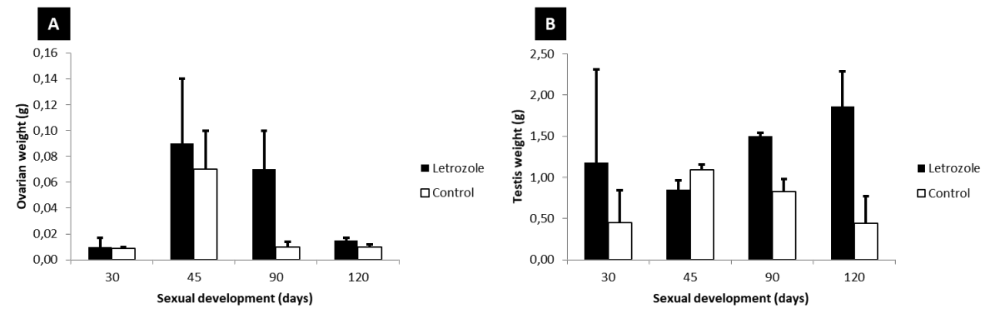 A
Ovarian weight (g)
0,16
0,14
0,12
0,10
0,08
0,06
0,04
0,02
0,00
30 45 90 120
Sexual development (days)
Letrozole
Control
B
Testis weight (g)
2,50
2,00
1,50
1,00
0,50
0,00
30 45 90 120
Sexual development (days)
Letrozole
Control